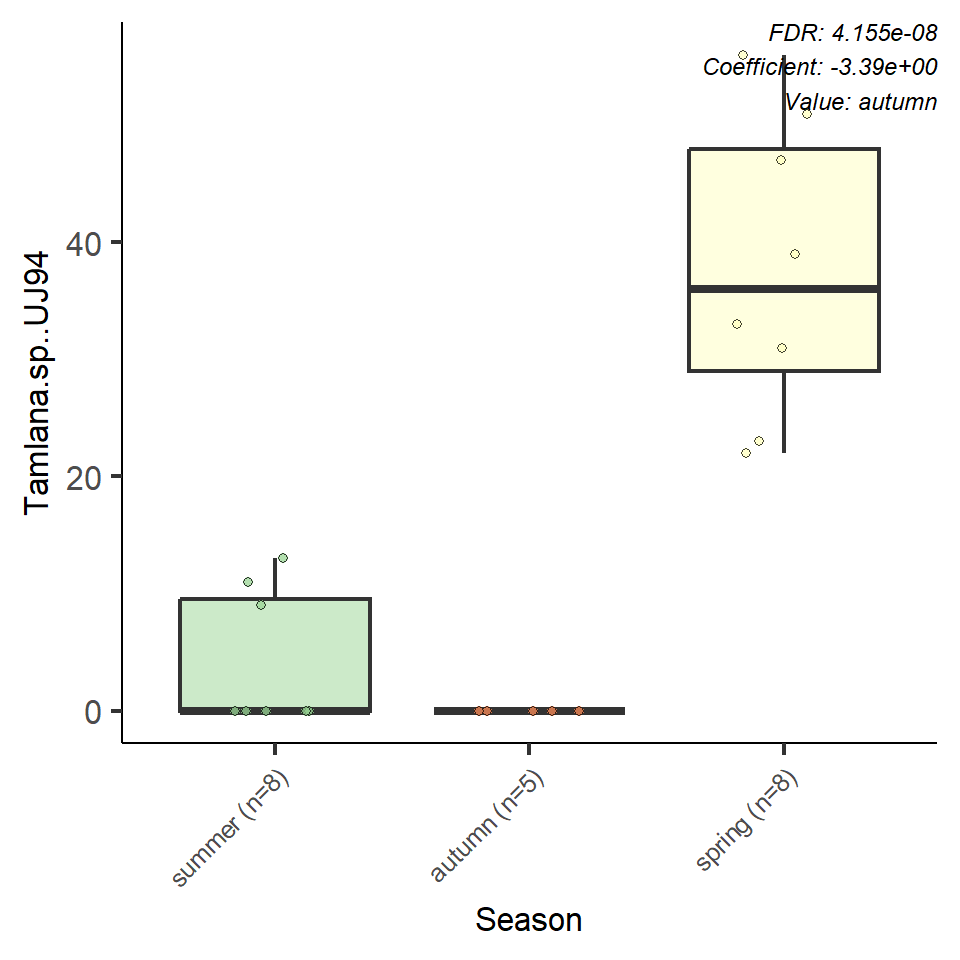 FDR: 4.155e-08
Coefficient: -3.39e+00
Value: autumn
Tamlana.sp..UJ94
40
20
0
summer (n=8)
autumn (n=5)
spring (n=8)
Season